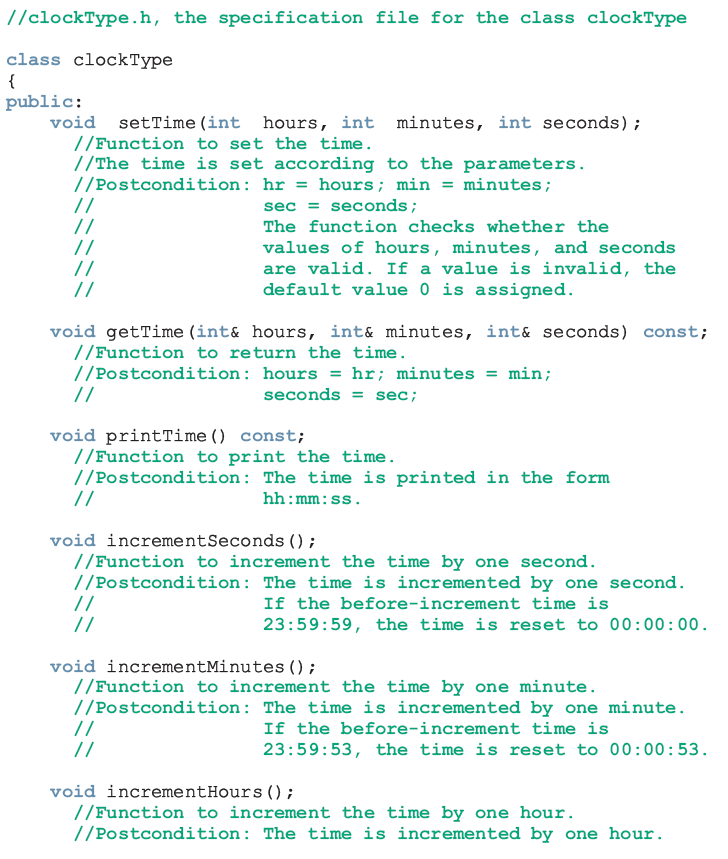 //clockType.h, the specification file for the class clockType
class clockType
{
public:
void setTime(int hours, int minutes, int seconds);
//Function to set the time.
//The time is set according to the parameters.
//Postcondition: hr = hours; min = minutes;
// sec = seconds;
// The function checks whether the
// values of hours, minutes, and seconds
// are valid. If a value is invalid, the
// default value 0 is assigned.
void getTime(int& hours, int& minutes, int& seconds) const;
//Function to return the time.
//Postcondition: hours = hr; minutes = min;
// seconds = sec;
void printTime() const;
//Function to print the time.
//Postcondition: The time is printed in the form
// hh:mm:ss.
void incrementSeconds();
//Function to increment the time by one second.
//Postcondition: The time is incremented by one second.
// If the before-increment time is
// 23:59:59, the time is reset to 00:00:00.
void incrementMinutes();
//Function to increment the time by one minute.
//Postcondition: The time is incremented by one minute.
// If the before-increment time is
// 23:59:53, the time is reset to 00:00:53.
void incrementHours();
//Function to increment the time by one hour.
//Postcondition: The time is incremented by one hour.